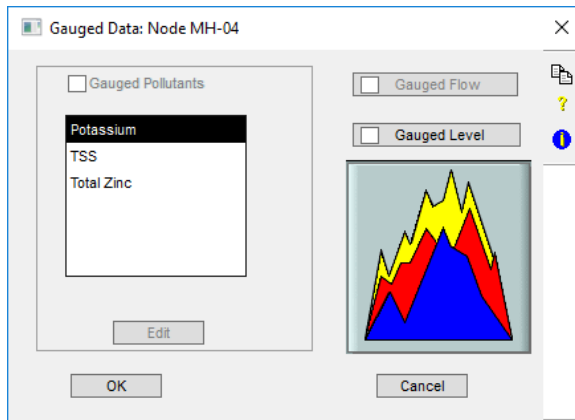 Gauged Data: Node MH-04
Gauged Pollutants
Potassium
TSS
Total Zinc
Edit
Gauged Flow
Gauged Level
OK
Cancel